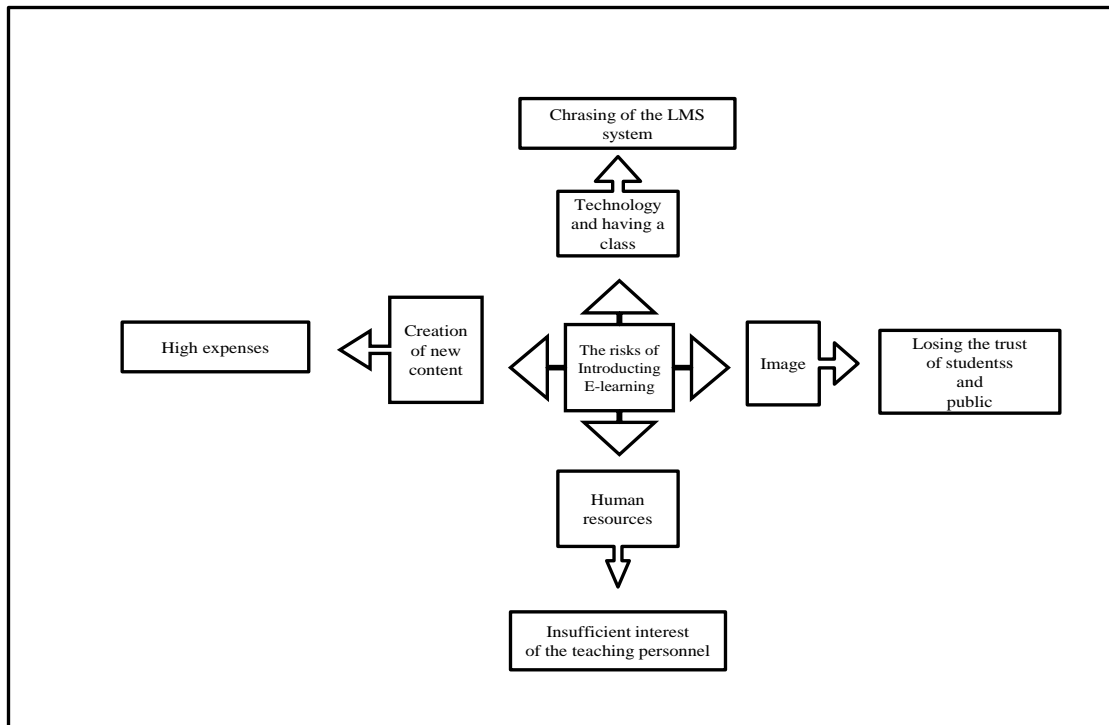 Chrasing of the LMS
system
Technology
and having a
class
High expenses
Creation
of new
content
The risks of
Introducting
E-learning
Image
Losing the trust
of studentss
and
public
Human
resources
Insufficient interest
of the teaching personnel